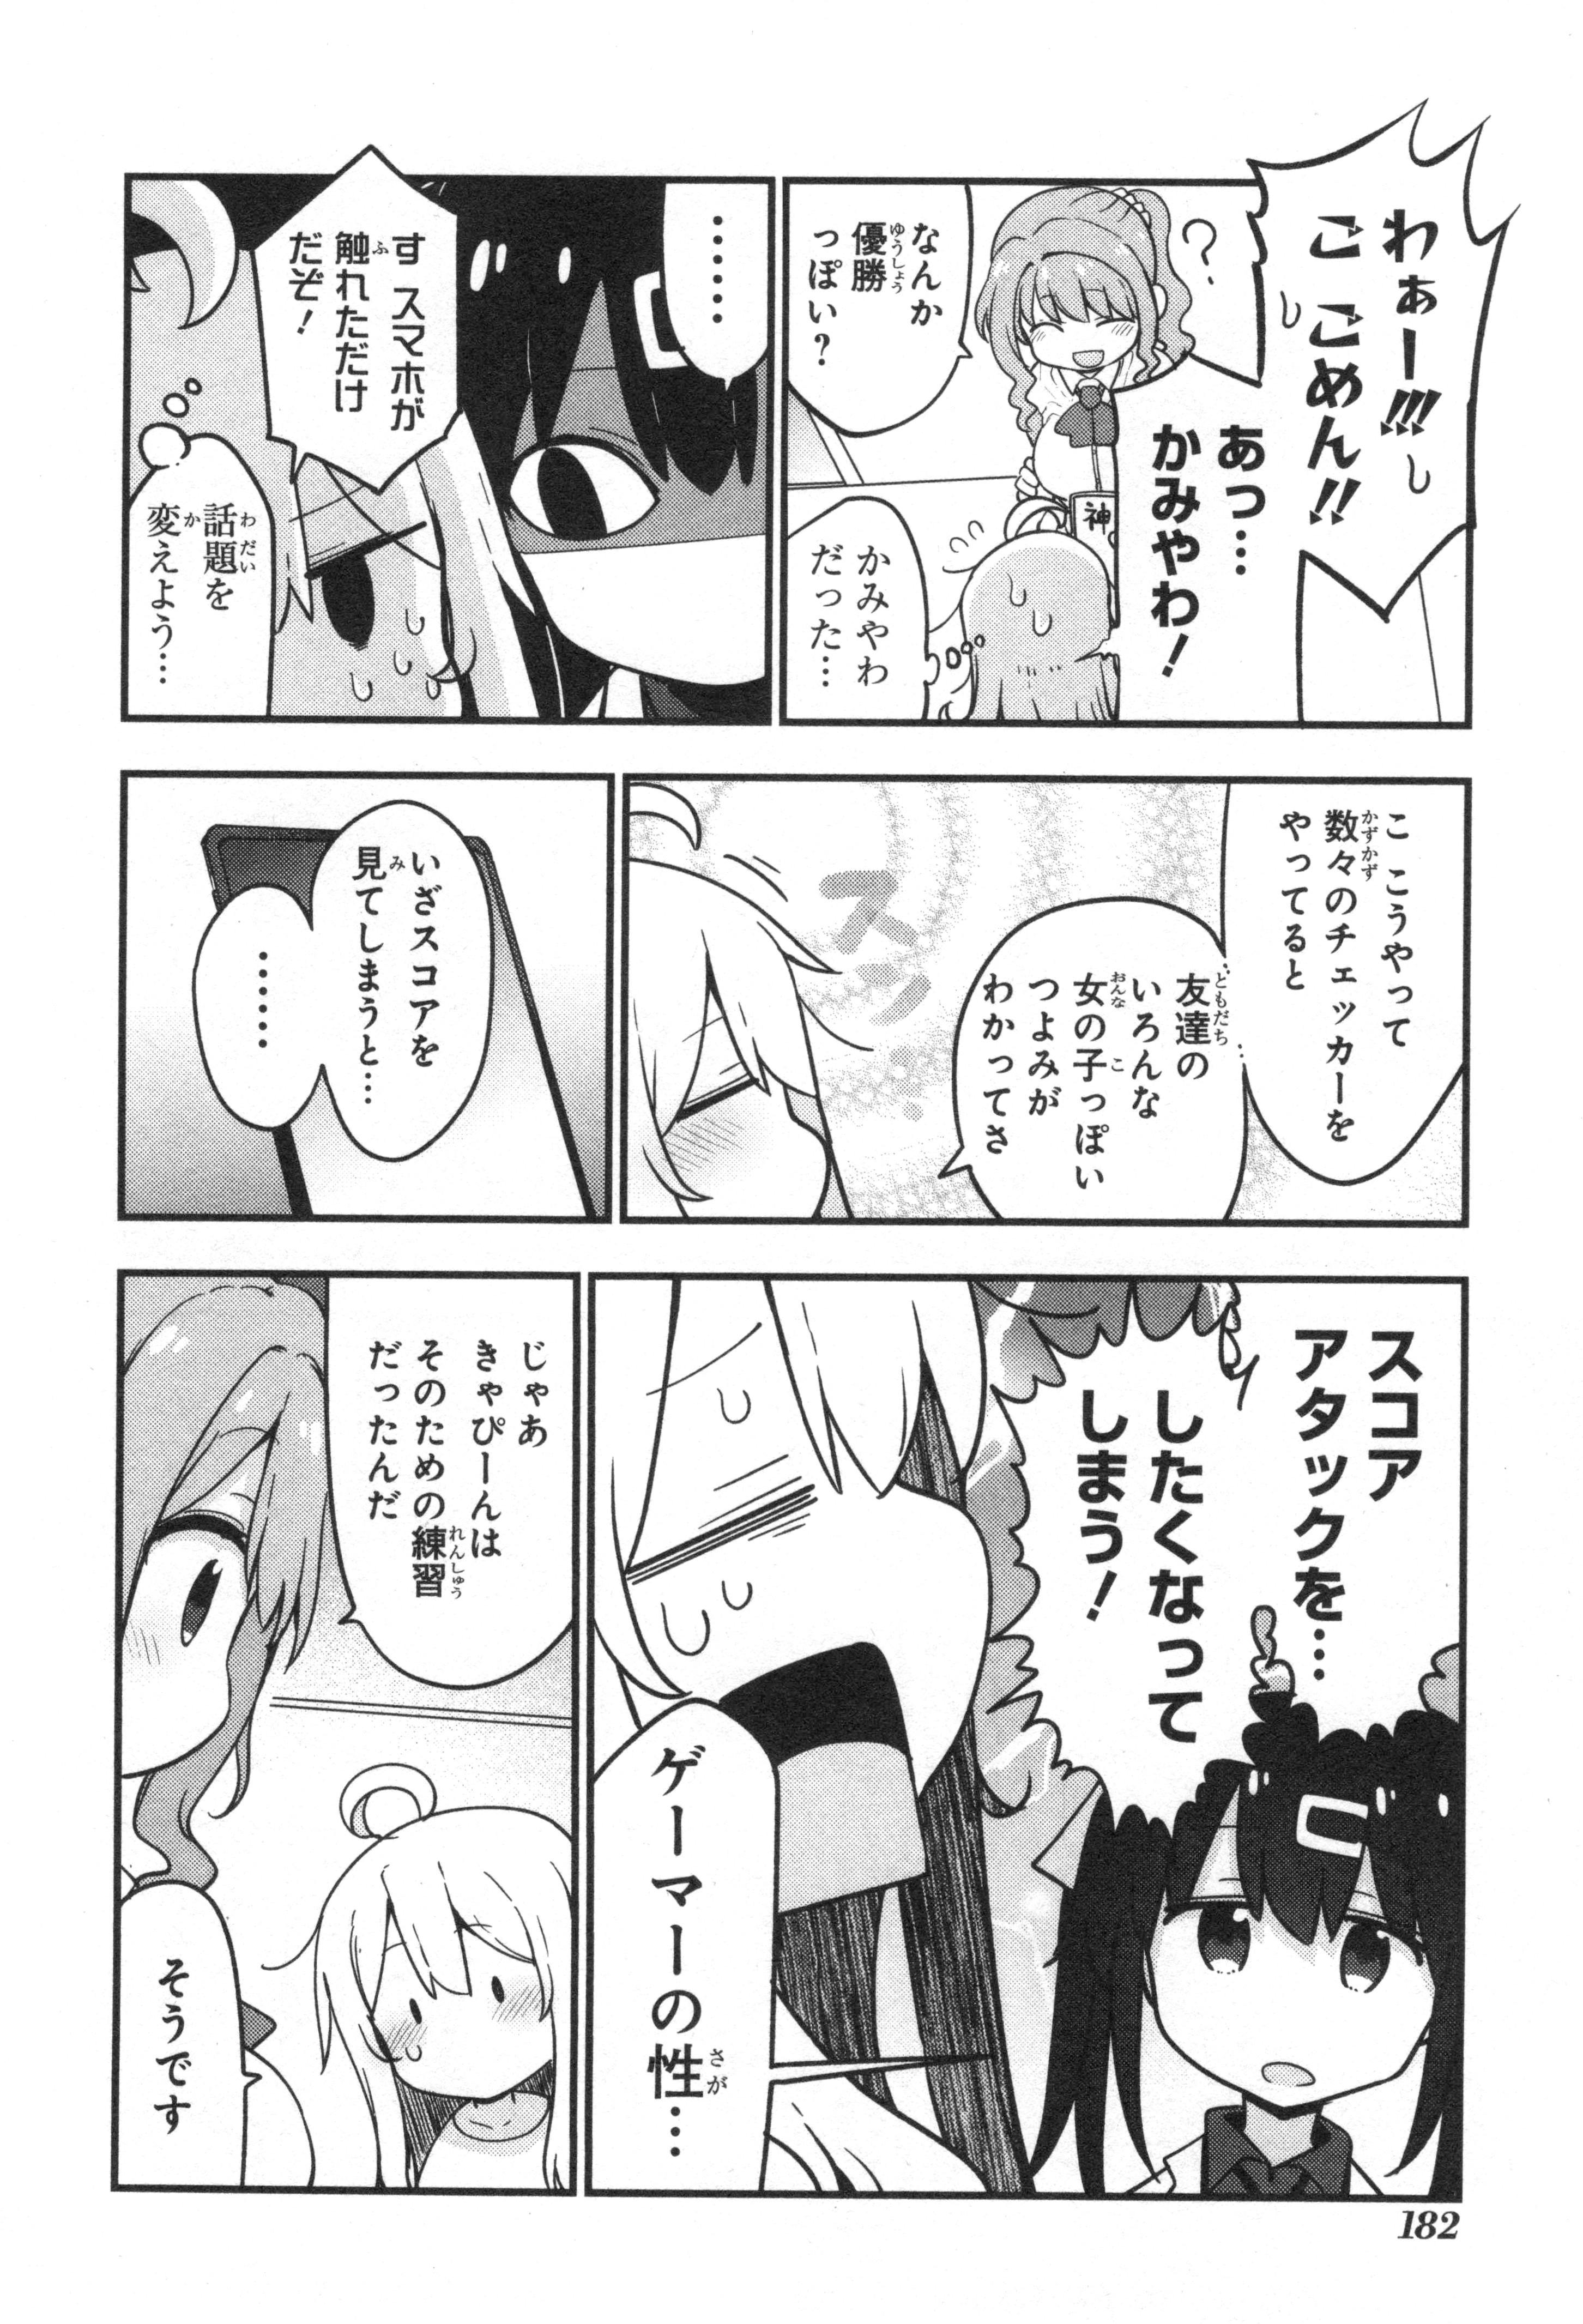 わぁー!!!
ご ごめん!!
あっ…
かみやわ！
？
なんか
優勝
っぽい？
神
かみやわ
だった…
……
す スマホが
触れただけ
だぞ！
話題を
変えよう…
こ こうやって
数々のチェッカーを
やってると
友達の
いろんな
女の子っぽい
つよみが
わかってさ
スッ…
いざスコアを
見てしまうと…
……
スコア
アタックを…
したくなって
しまう！
ゲーマーの性…
じゃあ
きゃぴーんは
そのための練習
だったんだ
そうです
182